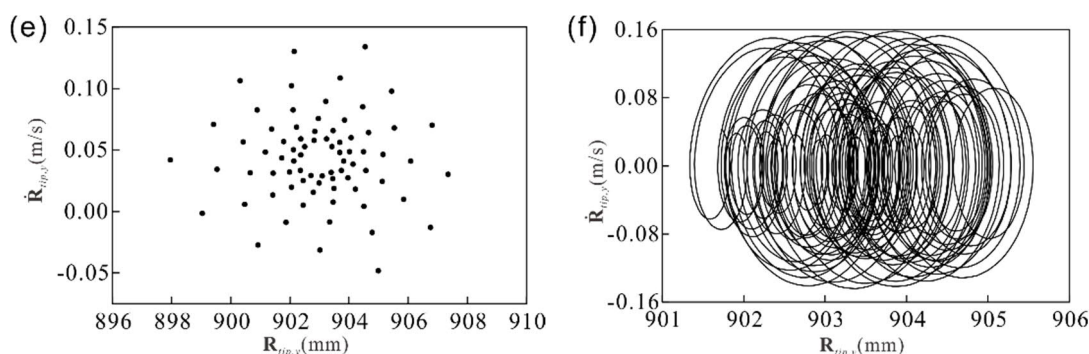 (e)
0.15
0.10
0.05
0.00
-0.05
Ṙtip,y(m/s)
896 898 900 902 904 906 908 910
Rtip,y(mm)
(f)
0.16
0.08
0.00
-0.08
-0.16
Ṙtip,y(m/s)
901 902 903 904 905 906
Rtip,y(mm)